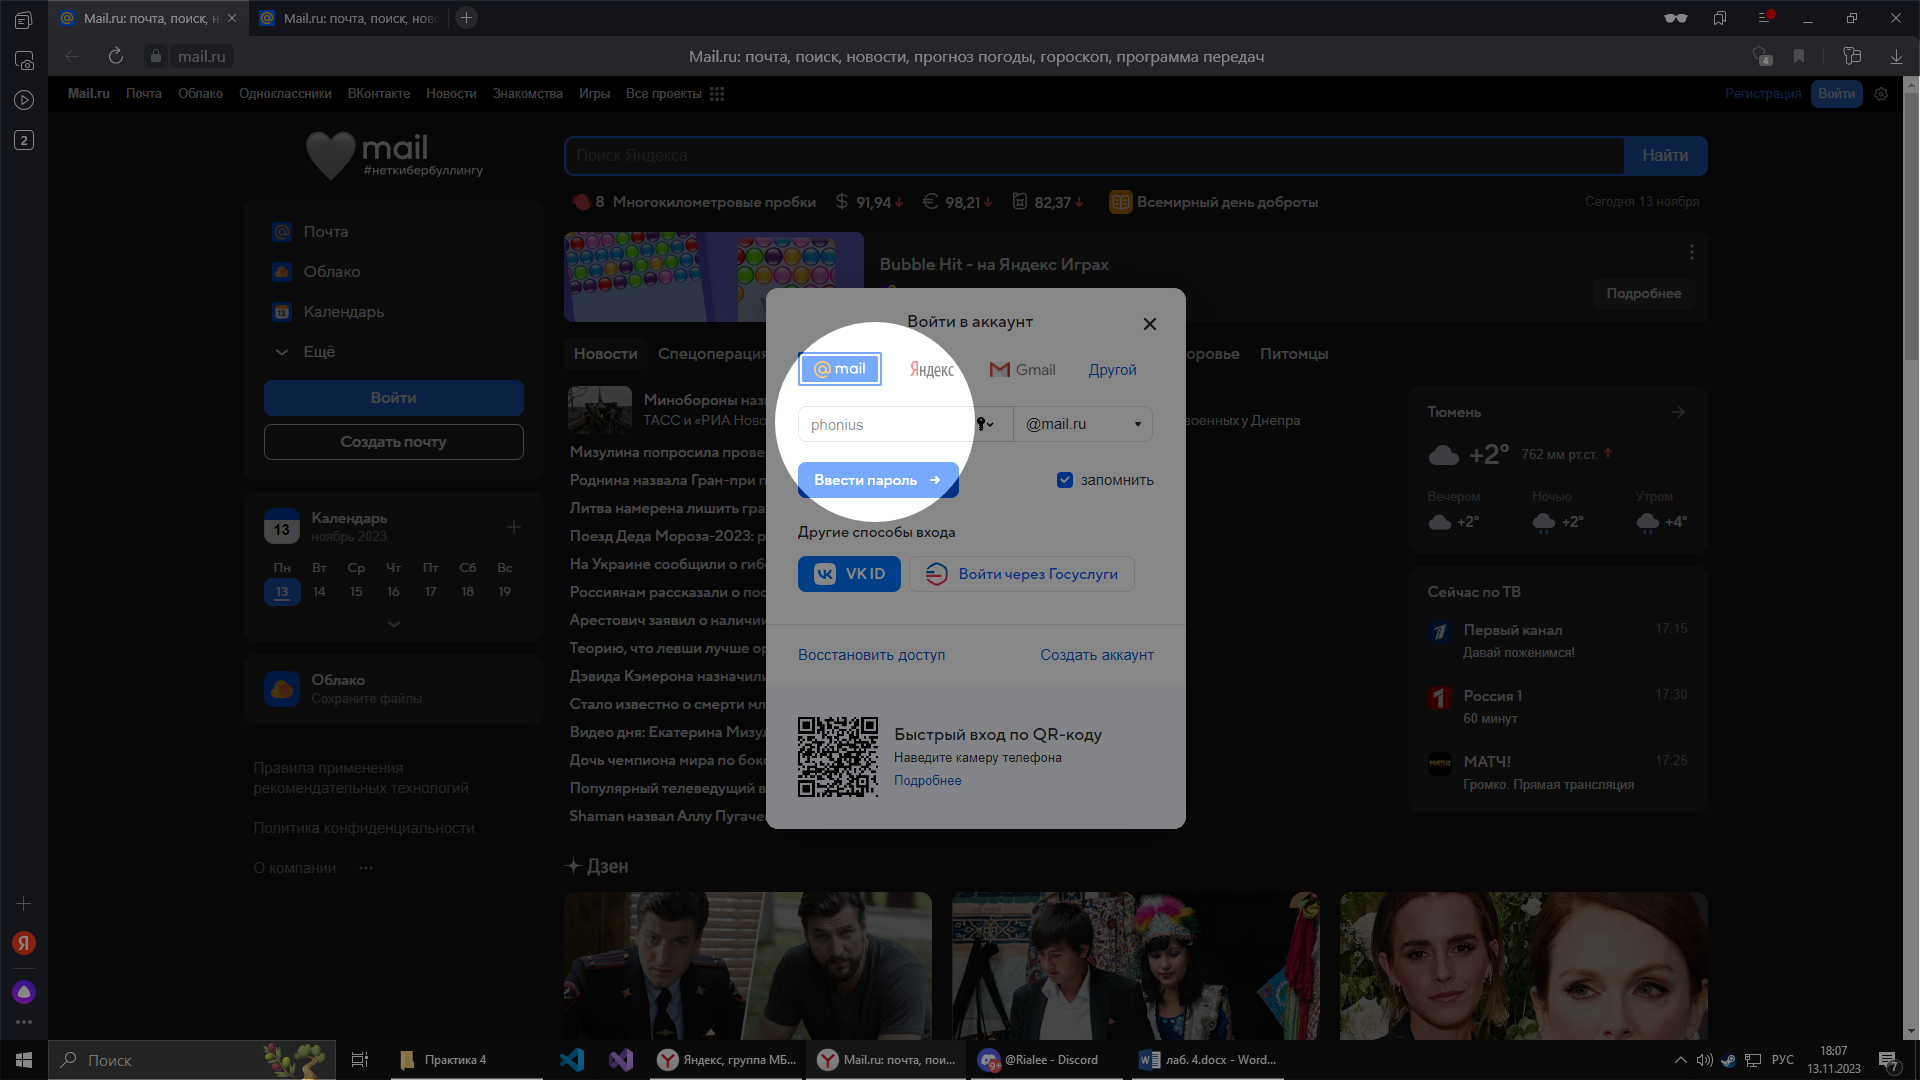 Mail.ru: почта, поиск, н
Mail.ru: почта, поиск, нов
mail.ru
Mail.ru: почта, поиск, новости, прогноз погоды, гороскоп, программа передач
4
2
Mail.ru Почта Облако Одноклассники ВКонтакте Новости Знакомства Игры Все проекты
Регистрация Войти
mail
#неткибербуллингу
Поиск Яндекса
Найти
8 Многокилометровые пробки $ 91,94 € 98,21 82,37 Всемирный день доброты
Сегодня 13 ноября
Почта
Облако
Календарь
Ещё
Войти
Создать почту
Bubble Hit - на Яндекс Играх
Подробнее
Новости Спецоперация
оровье Питомцы
Минобороны наз
ТАСС и «РИА Ново
военных у Днепра
Мизулина попросила прове
Роднина назвала Гран-при п
Литва намерена лишить гра
Поезд Деда Мороза-2023: р
На Украине сообщили о гиб
Россиянам рассказали о пос
Арестович заявил о наличии
Теорию, что левши лучше ор
Дэвида Кэмерона назначили
Стало известно о смерти мл
Видео дня: Екатерина Мизул
Дочь чемпиона мира по бокс
Популярный телеведущий в
Shaman назвал Аллу Пугаче
Войти в аккаунт
@mail Яндекс Gmail Другой
phonius
@mail.ru
Ввести пароль
запомнить
Другие способы входа
VK ID
Войти через Госуслуги
Восстановить доступ
Создать аккаунт
Быстрый вход по QR-коду
Наведите камеру телефона
Подробнее
13
Календарь
ноябрь 2023
Пн Вт Ср Чт Пт Сб Вс
13 14 15 16 17 18 19
Облако
Сохраните файлы
Правила применения
рекомендательных технологий
Политика конфиденциальности
О компании
Тюмень
+2° 762 мм рт.ст.
Вечером Ночью Утром
+2° +2° +4°
Сейчас по ТВ
Первый канал 17:15
Давай поженимся!
Россия 1 17:30
60 минут
МАТЧ! 17:25
Громко. Прямая трансляция
Дзен
Я
Поиск
Практика 4
Яндекс, группа МБ...
Mail.ru: почта, пои...
9+
@Rialee - Discord
лаб. 4.docx - Word...
РУС
18:07
13.11.2023
7